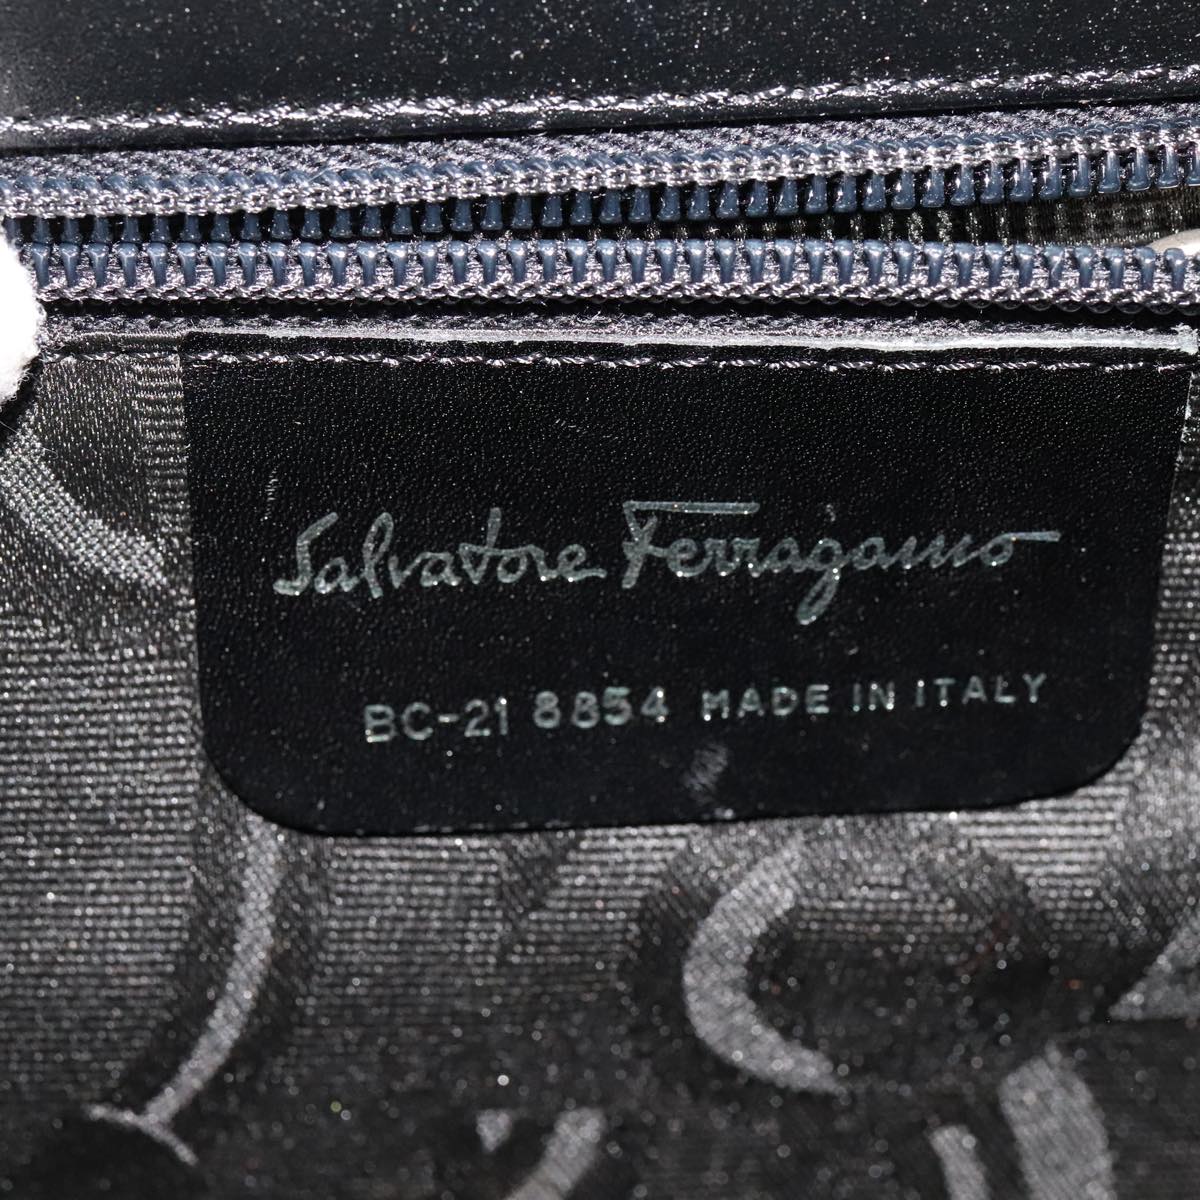 Salvatore Ferragamo
BC-21 8854 MADE IN ITALY